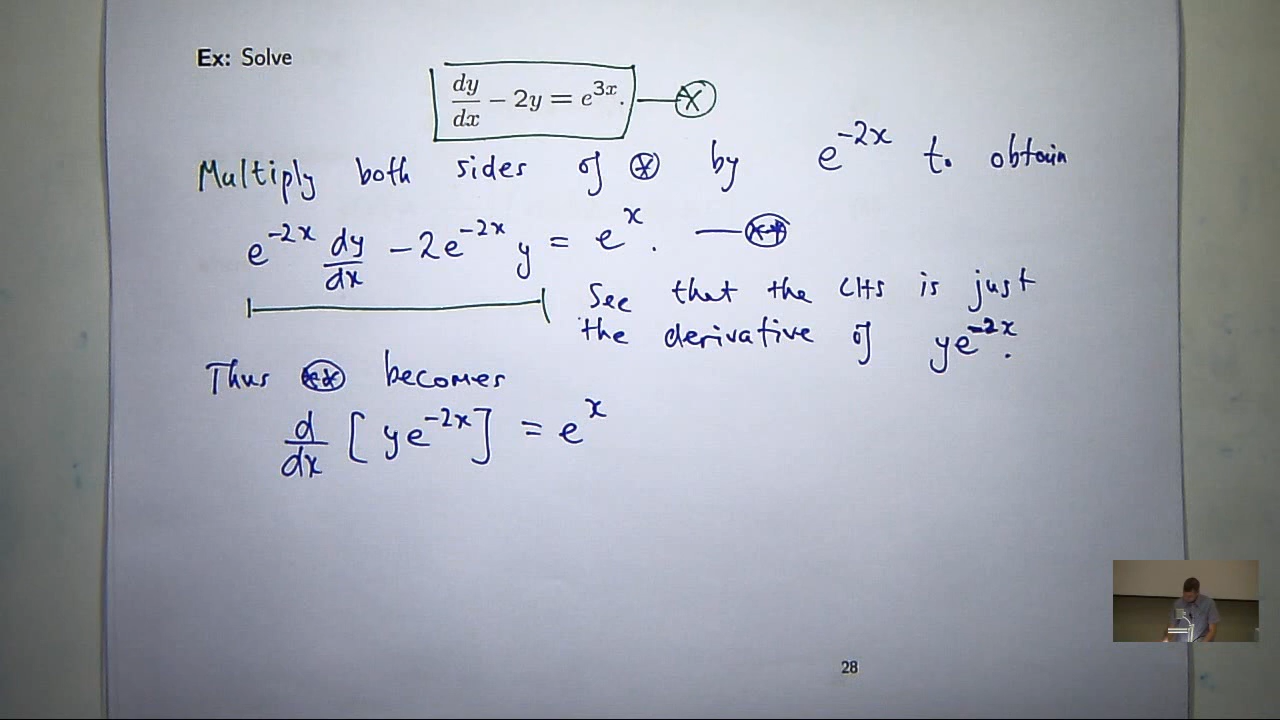 Ex: Solve
dy/dx − 2y = e^{3x}. — ⊛
Multiply both sides of ⊛ by e^{-2x} to obtain
e^{-2x} dy/dx − 2e^{-2x} y = e^x. — (**)
See that the LHS is just
the derivative of ye^{-2x}.
Thus (**) becomes
d/dx [ye^{-2x}] = e^x
28